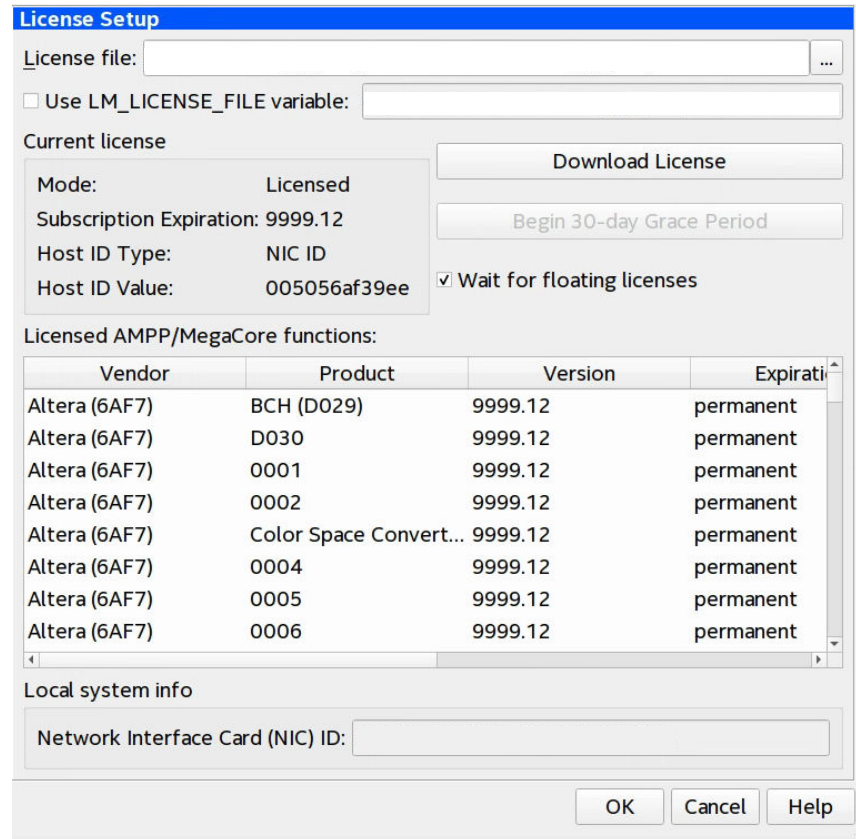 License Setup
License file:
...
Use LM_LICENSE_FILE variable:
Current license
Mode: Licensed
Subscription Expiration: 9999.12
Host ID Type: NIC ID
Host ID Value: 005056af39ee
Download License
Begin 30-day Grace Period
Wait for floating licenses
Licensed AMPP/MegaCore functions:
Vendor Product Version Expirati
Altera (6AF7) BCH (D029) 9999.12 permanent
Altera (6AF7) D030 9999.12 permanent
Altera (6AF7) 0001 9999.12 permanent
Altera (6AF7) 0002 9999.12 permanent
Altera (6AF7) Color Space Convert... 9999.12 permanent
Altera (6AF7) 0004 9999.12 permanent
Altera (6AF7) 0005 9999.12 permanent
Altera (6AF7) 0006 9999.12 permanent
Local system info
Network Interface Card (NIC) ID:
OK Cancel Help